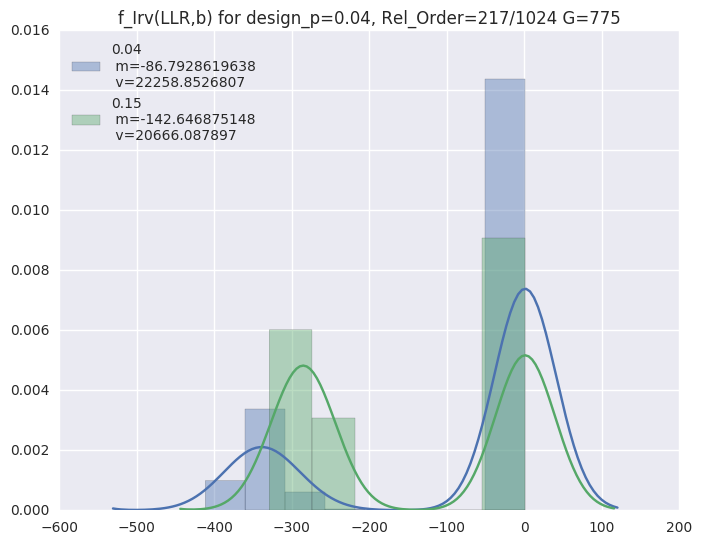 f_Irv(LLR,b) for design_p=0.04, Rel_Order=217/1024 G=775
0.016
0.04
m=-86.7928619638
v=22258.8526807
0.014
0.15
m=-142.646875148
v=20666.087897
0.012
0.010
0.008
0.006
0.004
0.002
0.000
−600 −500 −400 −300 −200 −100 0 100 200